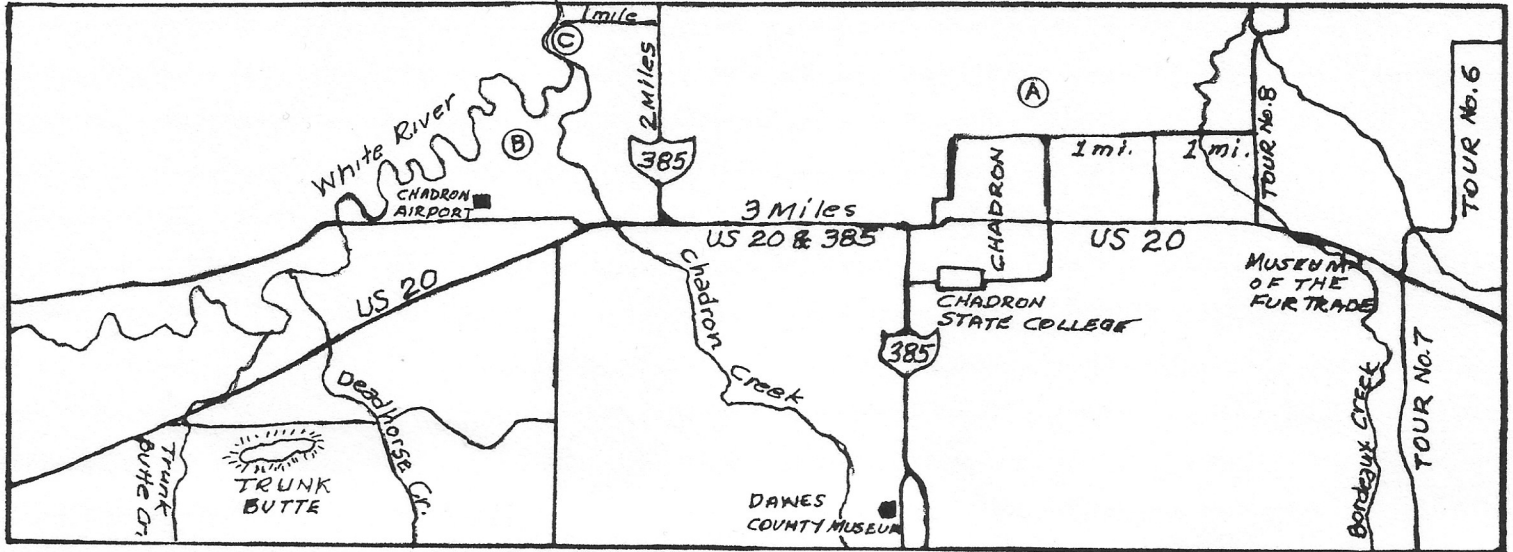 1 mile
C
2 Miles
A
TOUR No. 6
TOUR No. 8
White River
B
385
1 mi.
1 mi.
CHADRON
CHADRON
AIRPORT
3 Miles
US 20 & 385
US 20
MUSEUM
OF THE
FUR TRADE
US 20
Chadron
Creek
CHADRON
STATE COLLEGE
385
TOUR No. 7
Deadhorse Cr.
Trunk
Butte Cr.
TRUNK
BUTTE
DAWES
COUNTY MUSEUM
Bordeaux Creek